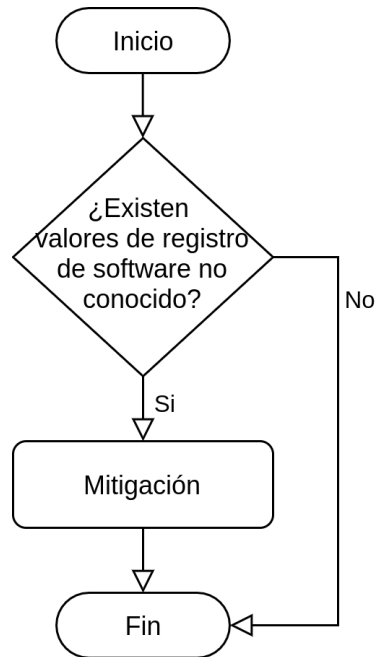 Inicio
¿Existen
valores de registro
de software no
conocido?
No
Si
Mitigación
Fin